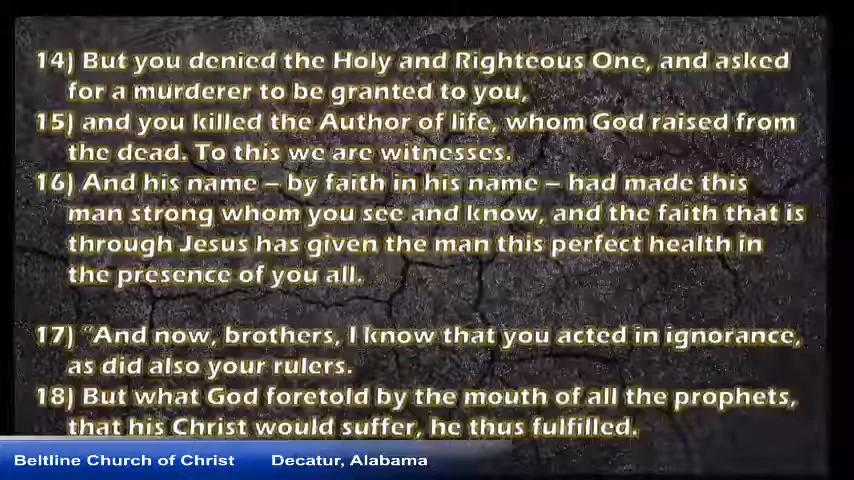 14) But you denied the Holy and Righteous One, and asked
for a murderer to be granted to you,
15) and you killed the Author of life, whom God raised from
the dead. To this we are witnesses.
16) And his name – by faith in his name – had made this
man strong whom you see and know, and the faith that is
through Jesus has given the man this perfect health in
the presence of you all.
17) “And now, brothers, I know that you acted in ignorance,
as did also your rulers.
18) But what God foretold by the mouth of all the prophets,
that his Christ would suffer, he thus fulfilled.
Beltline Church of Christ Decatur, Alabama